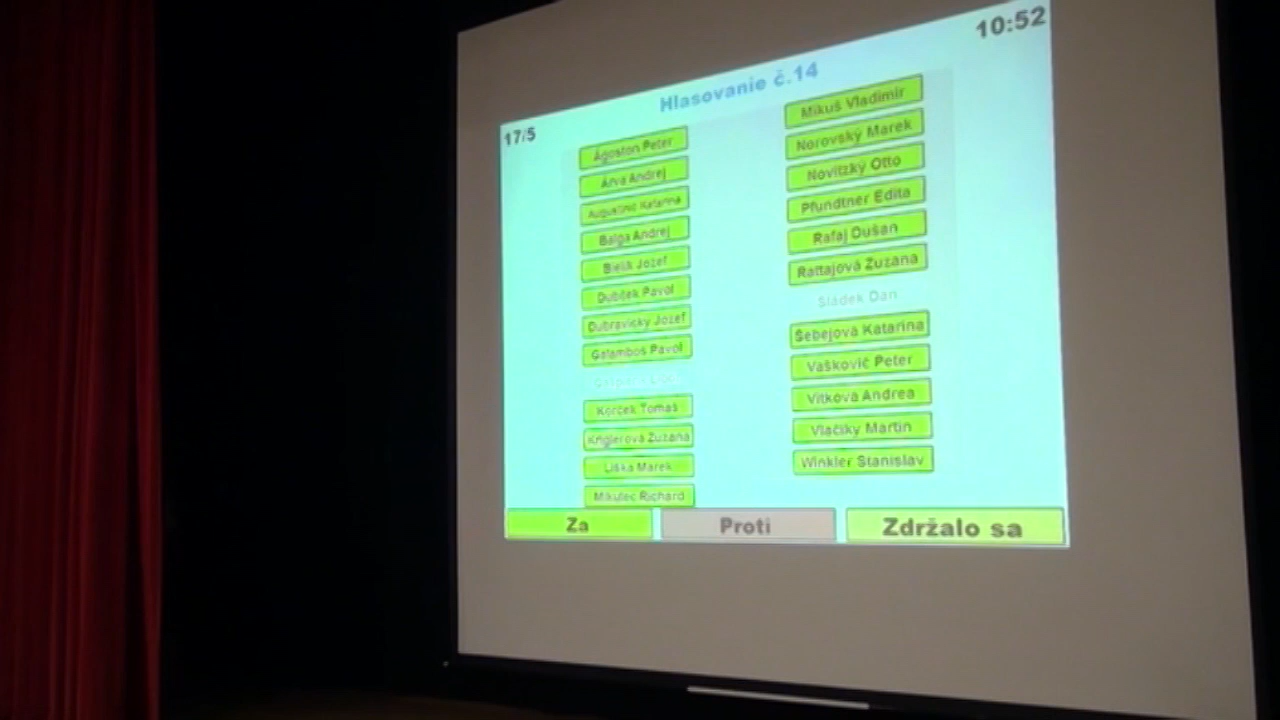 10:52
Hlasovanie č.14
17/5
Ágoston Peter
Árva Andrej
Augustinič Katarína
Balga Andrej
Bielik Jozef
Dubček Pavol
Dubravický Jozef
Galambos Pavol
Korček Tomáš
Kriglerová Zuzana
Liška Marek
Mikulec Richard
Mikuš Vladimír
Norovský Marek
Novitzký Otto
Pfundtner Edita
Rafaj Dušan
Rattajová Zuzana
Sládek Dan
Šebejová Katarína
Vaškovič Peter
Vítková Andrea
Vlačiky Martin
Winkler Stanislav
Za
Proti
Zdržalo sa